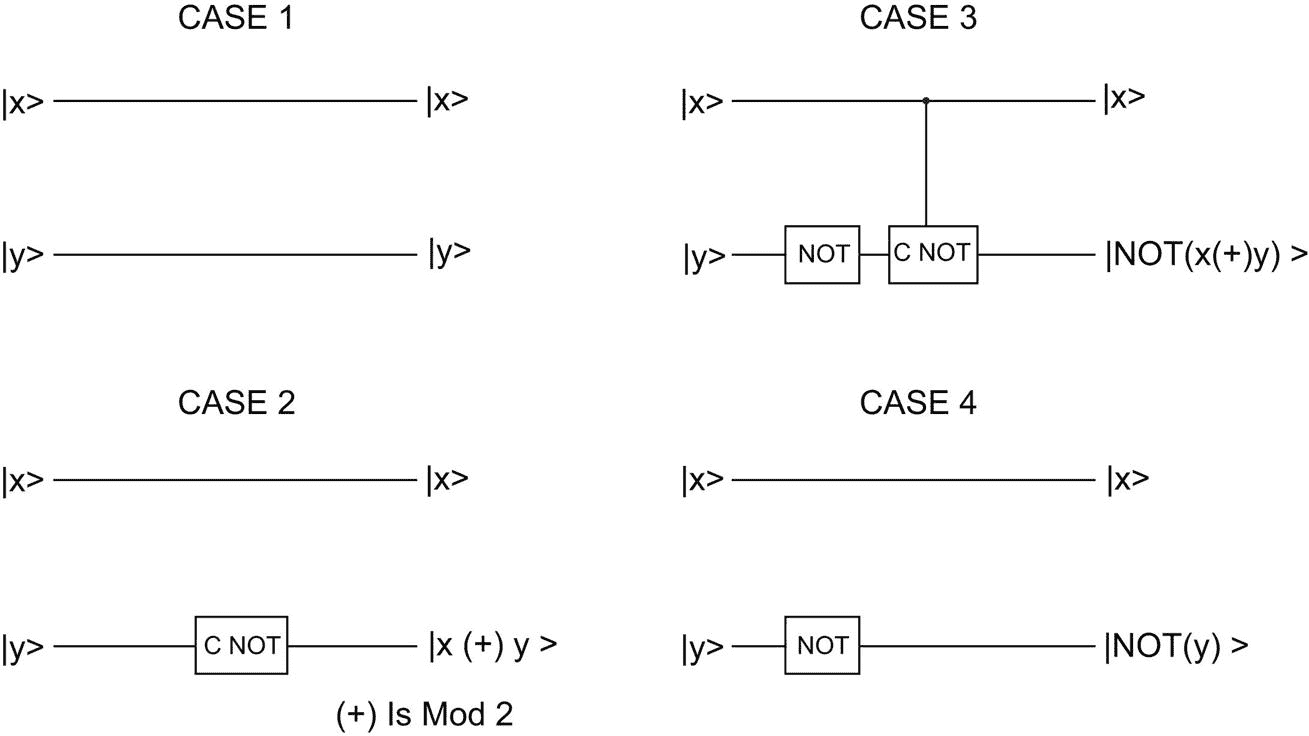 CASE 1
|x> |x>
|y> |y>
CASE 2
|x> |x>
|y> C NOT |x (+) y >
(+) Is Mod 2
CASE 3
|x> |x>
|y> NOT C NOT |NOT(x(+)y) >
CASE 4
|x> |x>
|y> NOT |NOT(y) >